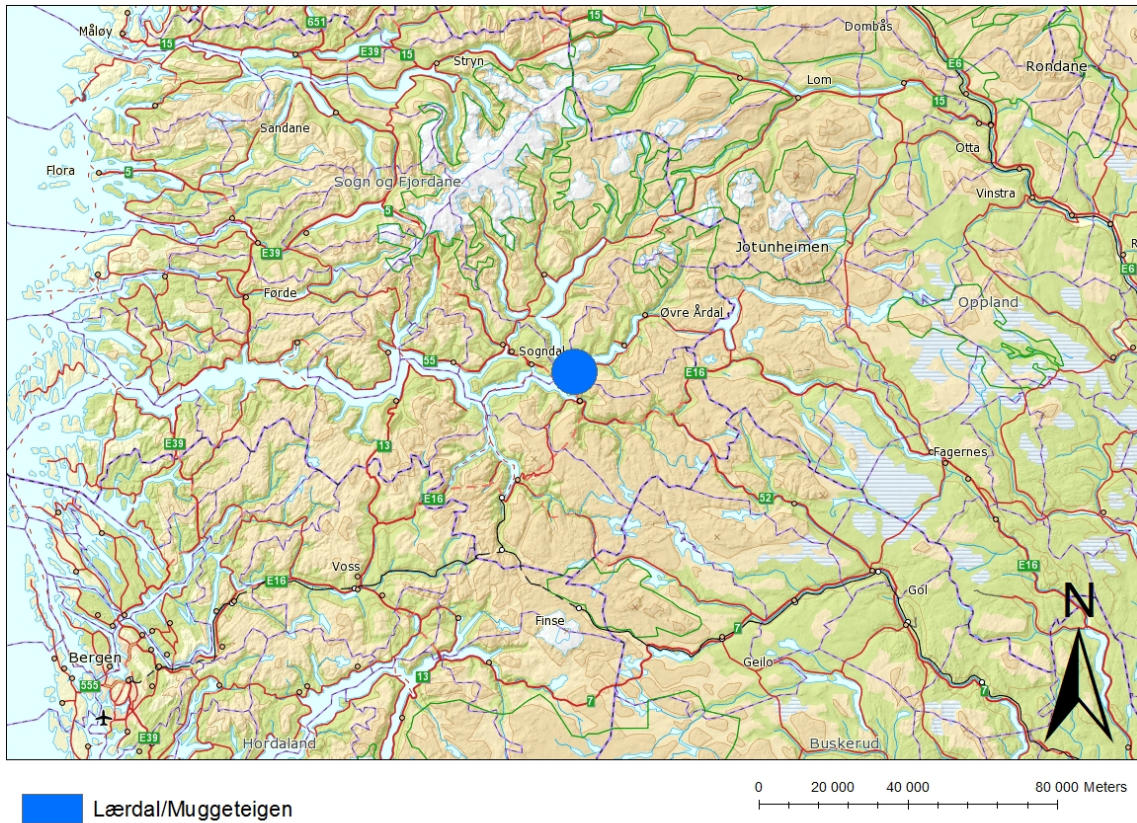 651
15
Måløy
Dombås
15
E39
15
Stryn
E6
Rondane
Lom
15
Sandane
Otta
Flora
5
Sogn og Fjordane
Vinstra
5
Jotunheimen
R
E39
E6
Førde
Oppland
Øvre Årdal
Sogndal
55
E16
E39
13
Fagernes
E16
52
Voss
E16
E16
Gol
N
Finse
7
Bergen
Geilo
555
13
7
7
E39
Hordaland
Buskerud
Lærdal/Muggeteigen
0 20 000 40 000 80 000 Meters